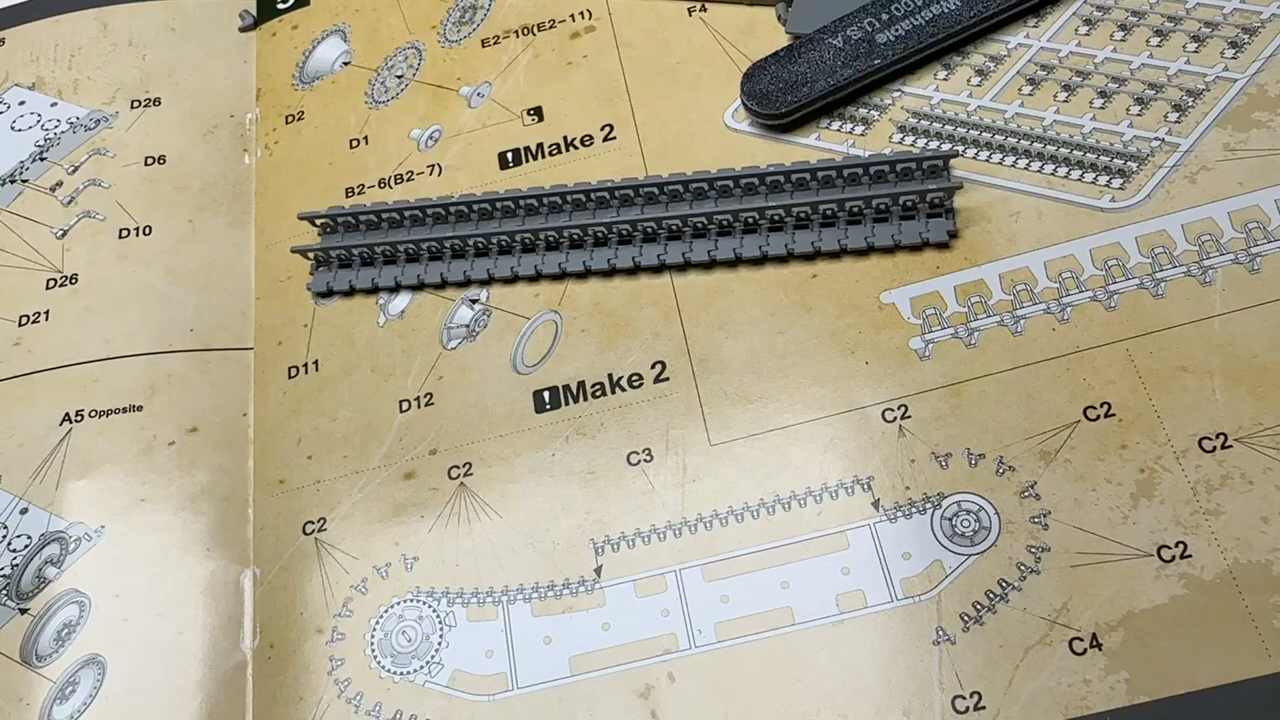 D26
D6
D10
D26
D21
A5 Opposite
E2-10(E2-11)
D2
D1
!Make 2
B2-6(B2-7)
F4
Washable
U.S.A
D11
D12
!Make 2
C2
C2
C3
C2
C2
C2
C2
C4
C2